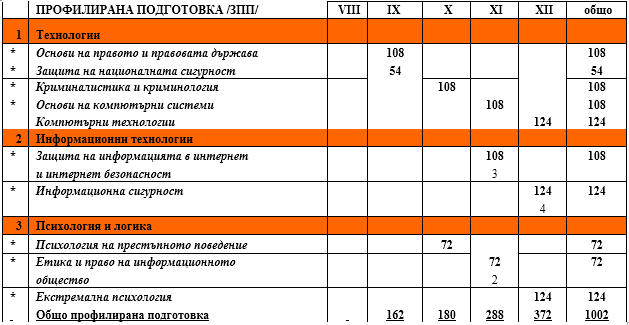 ПРОФИЛИРАНА ПОДГОТОВКА /ЗПП/ VIII IX X XI XII общо
1 Технологии
* Основи на правото и правовата държава 108 108
* Защита на националната сигурност 54 54
* Криминалистика и криминология 108 108
* Основи на компютърни системи 108 108
Компютърни технологии 124 124
2 Информационни технологии
* Защита на информацията в интернет 108 108
и интернет безопасност 3
* Информационна сигурност 124 124
4
3 Психология и логика
* Психология на престъпното поведение 72 72
* Етика и право на информационното 72 72
общество 2
* Екстремална психология 124 124
- Общо профилирана подготовка - 162 180 288 372 1002